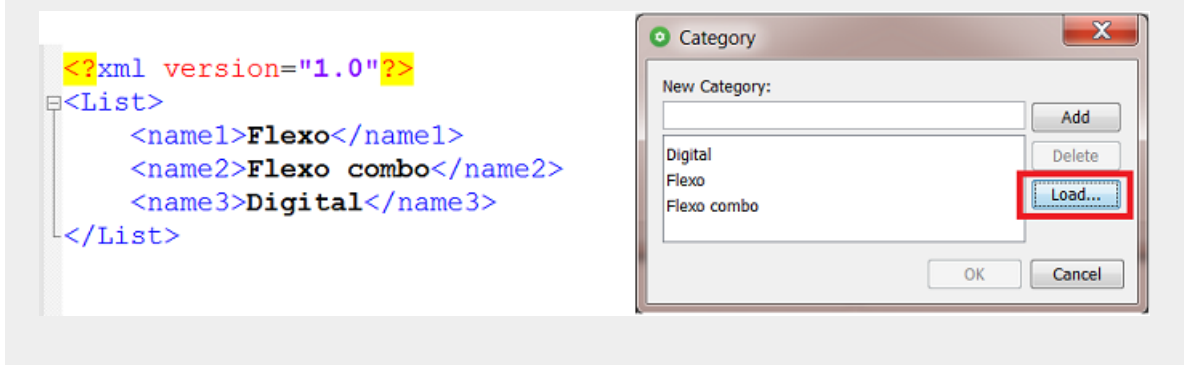 <?xml version="1.0"?>
<List>
<name1>Flexo</name1>
<name2>Flexo combo</name2>
<name3>Digital</name3>
</List>
Category
New Category:
Add
Digital
Delete
Flexo
Load...
Flexo combo
OK
Cancel